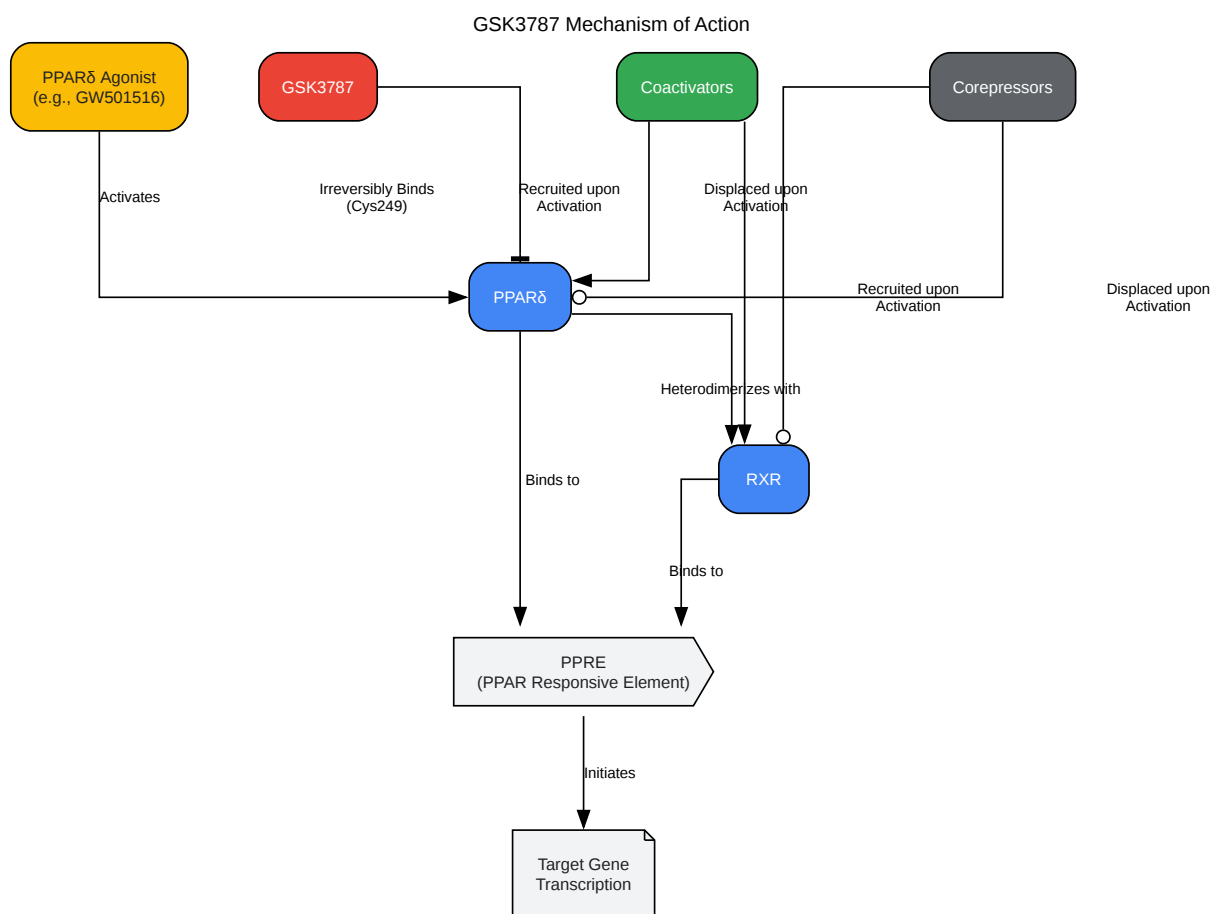 GSK3787 Mechanism of Action
PPARδ Agonist
(e.g., GW501516)
GSK3787
Coactivators
Corepressors
Activates
Irreversibly Binds
(Cys249)
Recruited upon
Activation
Displaced upon
Activation
PPARδ
Recruited upon
Activation
Displaced upon
Activation
Heterodimerizes with
Binds to
RXR
Binds to
PPRE
(PPAR Responsive Element)
Initiates
Target Gene
Transcription